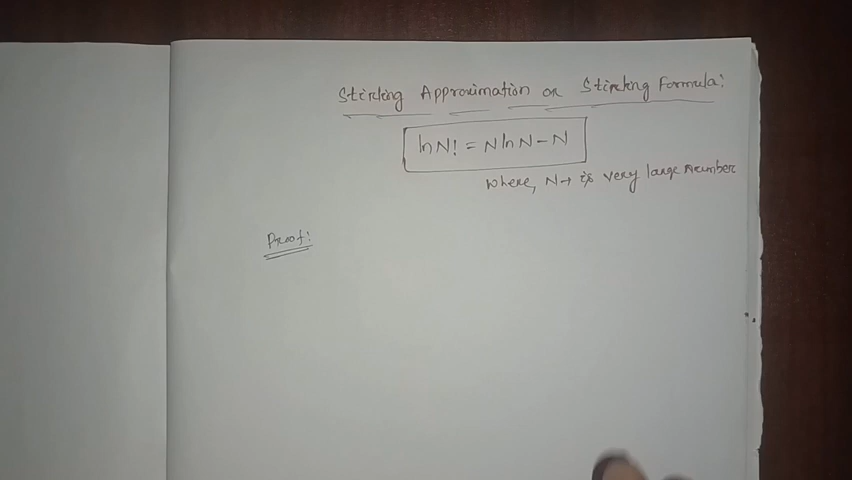 Stirling Approximation or Stirling Formula:
ln N! = N ln N - N
where, N → is very large Number
Proof: